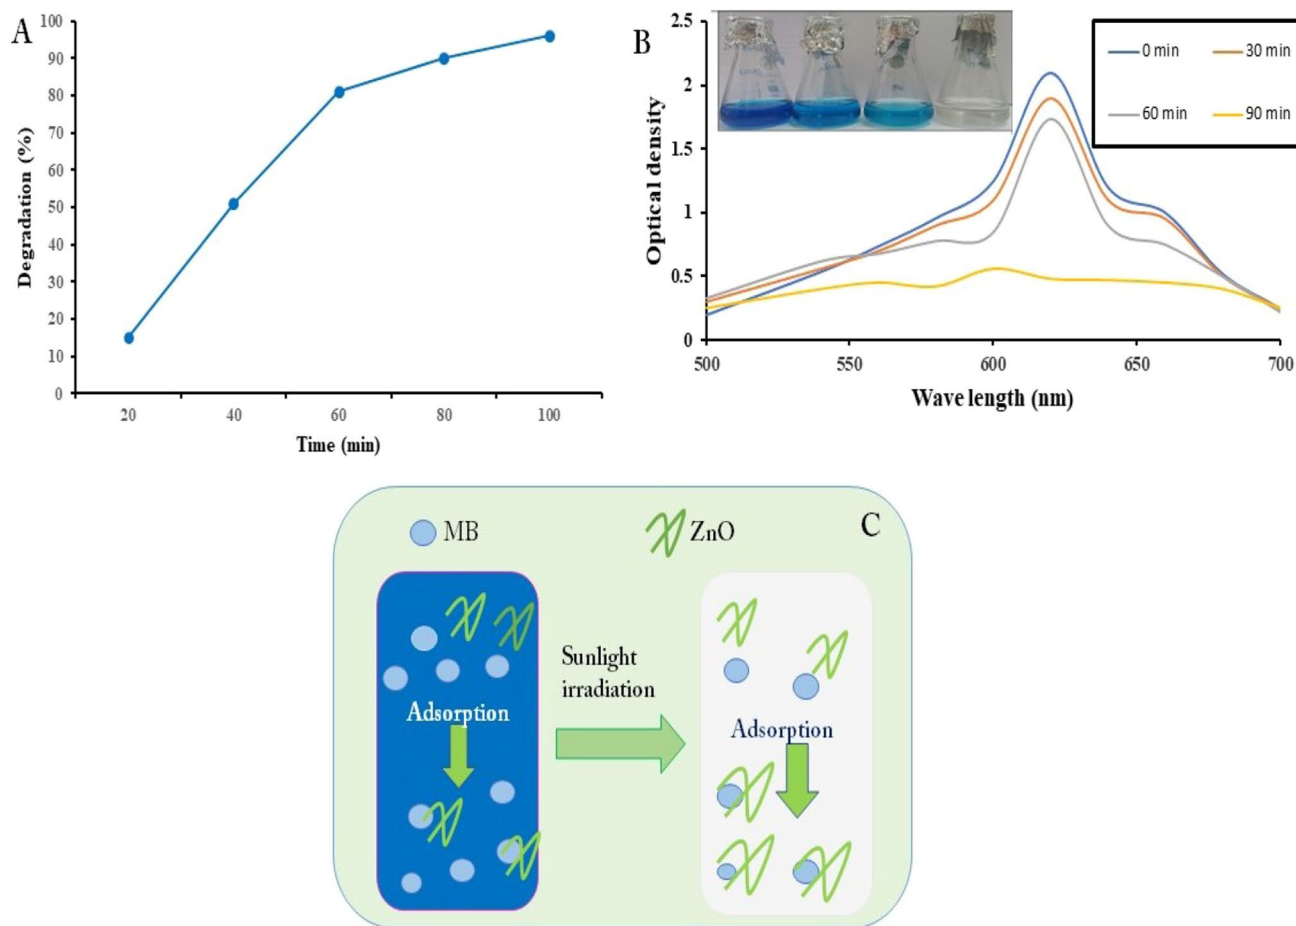 A
100
90
80
70
60
50
40
30
20
10
0
Degradation (%)
20 40 60 80 100
Time (min)
B
2.5
2
1.5
1
0.5
0
Optical density
0 min 30 min
60 min 90 min
500 550 600 650 700
Wave length (nm)
C
MB ZnO
Adsorption
Sunlight
irradiation
Adsorption